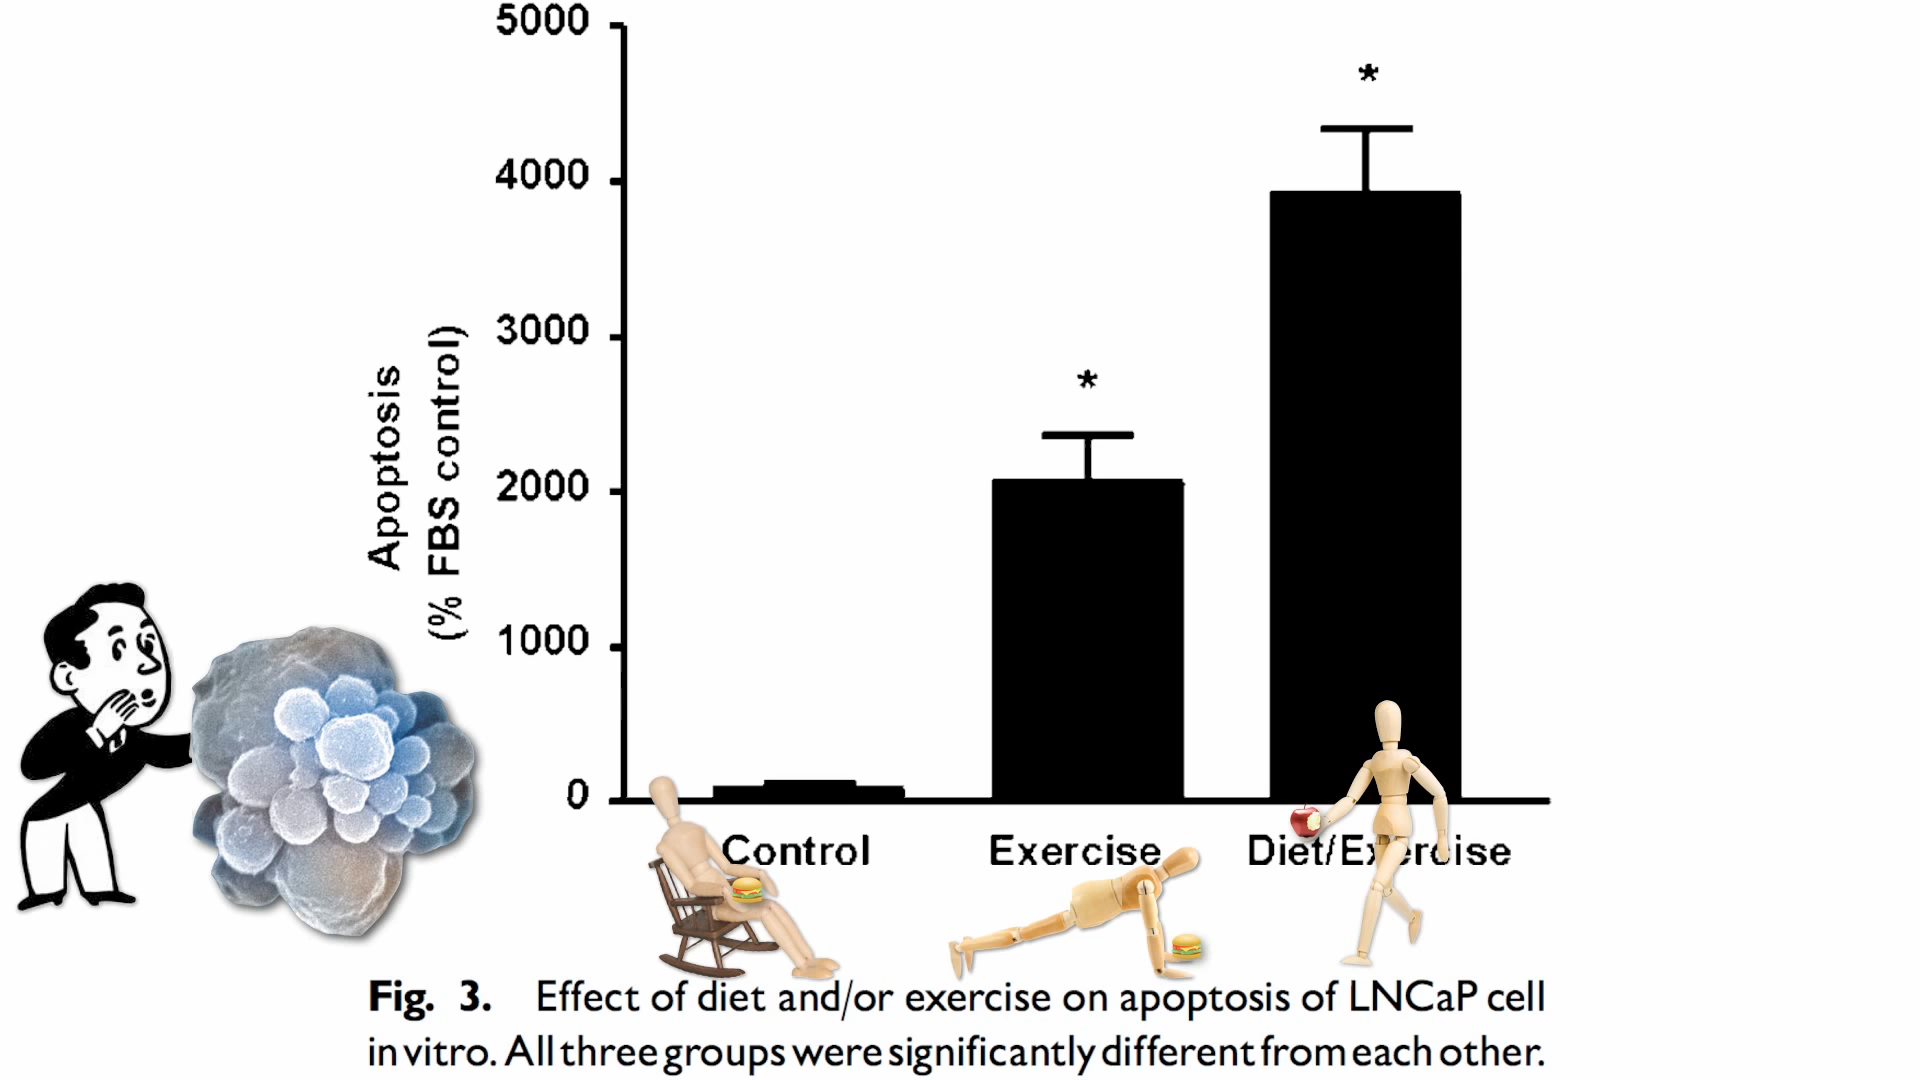 5000
*
4000
3000
*
2000
1000
0
Apoptosis
(% FBS control)
Control
Exercise
Diet/Exercise
Fig. 3. Effect of diet and/or exercise on apoptosis of LNCaP cell
in vitro. All three groups were significantly different from each other.